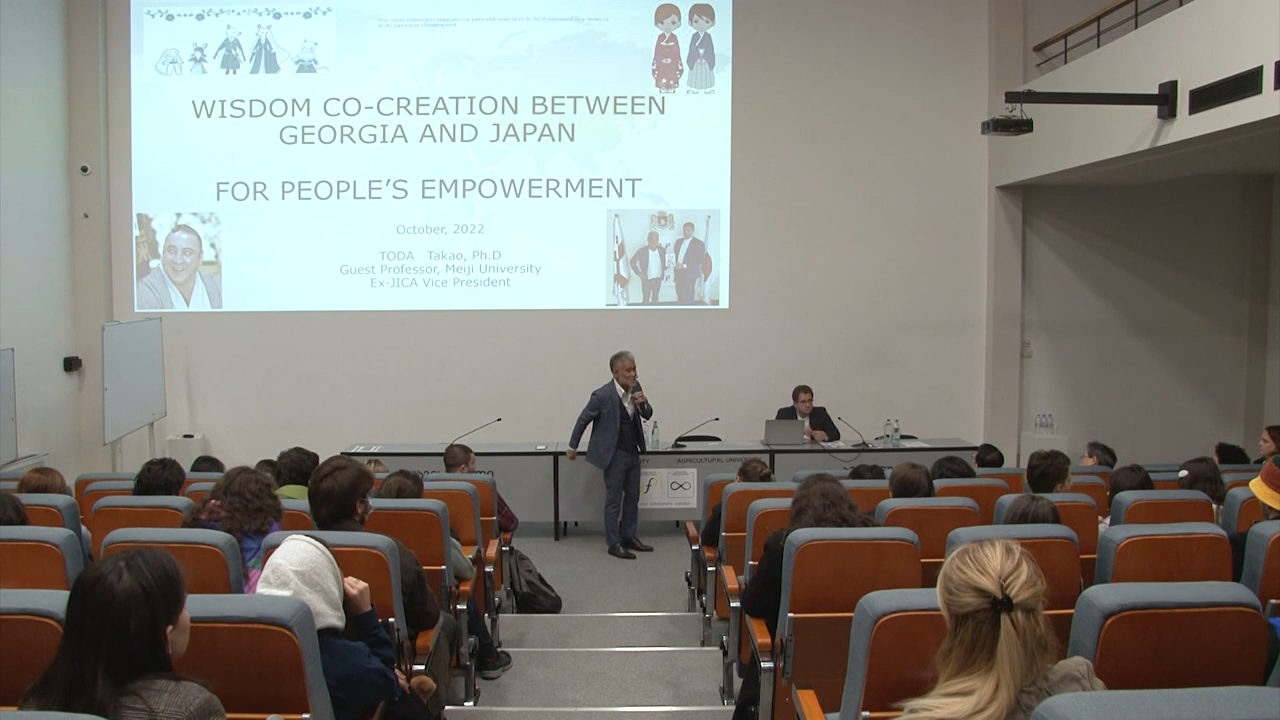 WISDOM CO-CREATION BETWEEN
GEORGIA AND JAPAN
FOR PEOPLE'S EMPOWERMENT
October, 2022
TODA Takao, Ph.D
Guest Professor, Meiji University
Ex-JICA Vice President
AGRICULTURAL UNIVERSITY